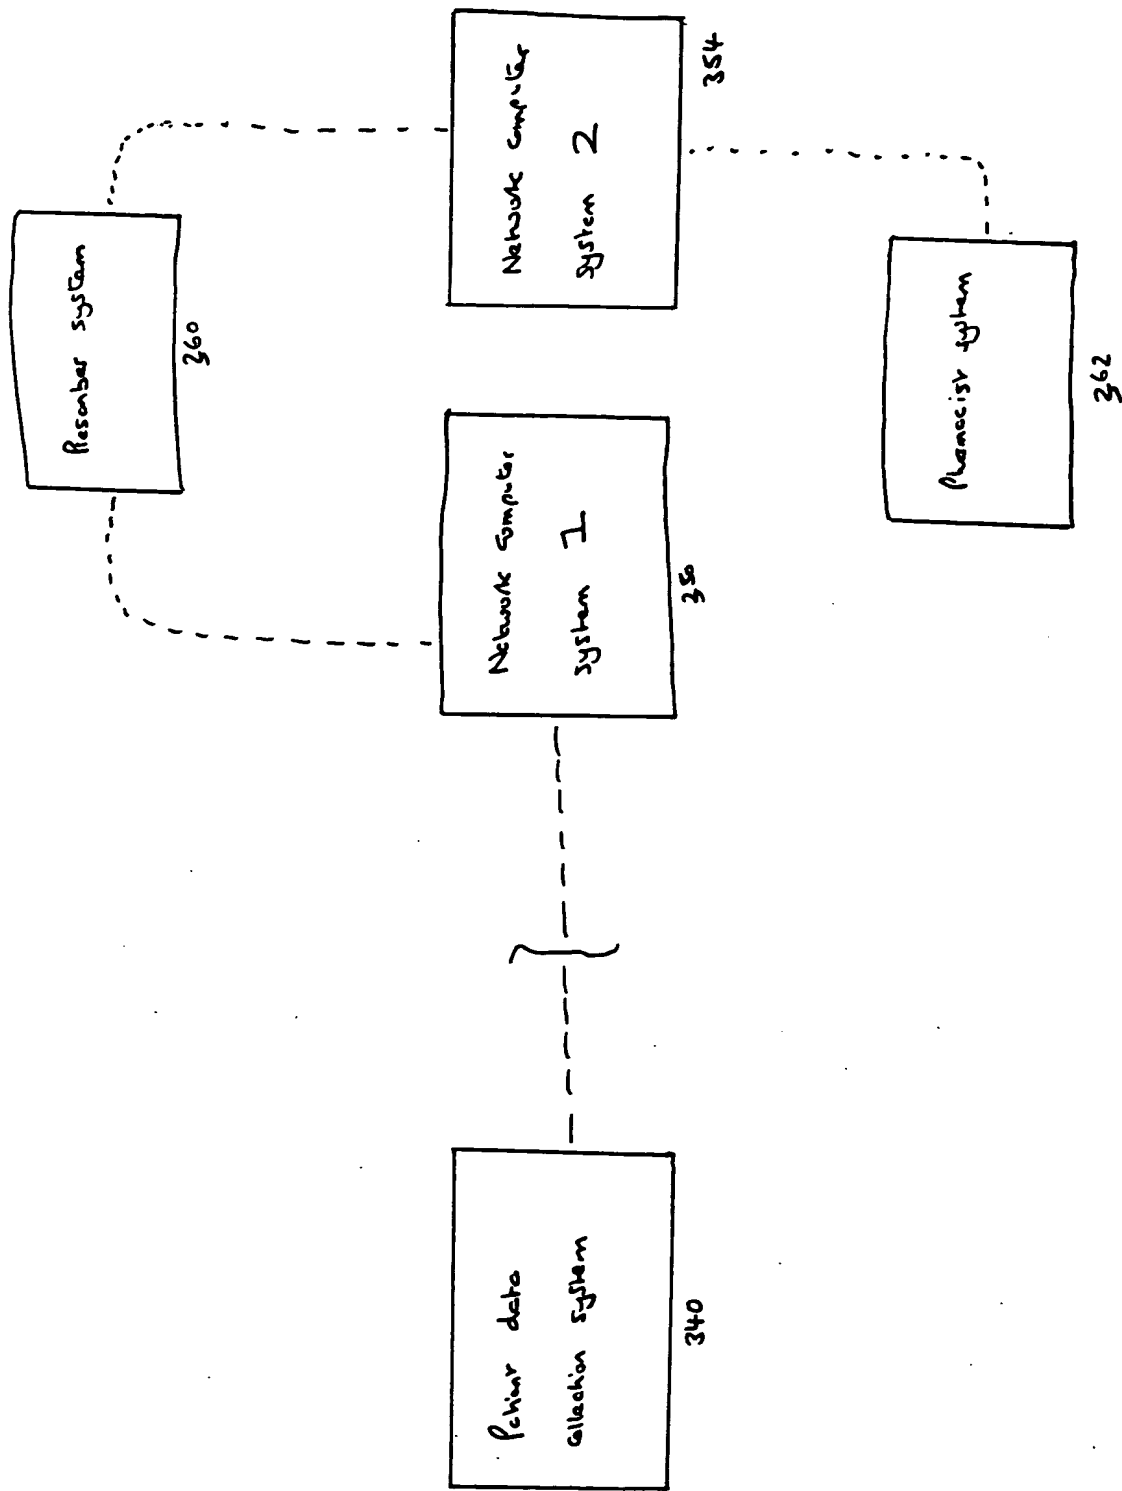 Prescriber system
360
Network computer
system 2
354
Network computer
system 1
350
Pharmacist system
362
Patient data
collection system
340